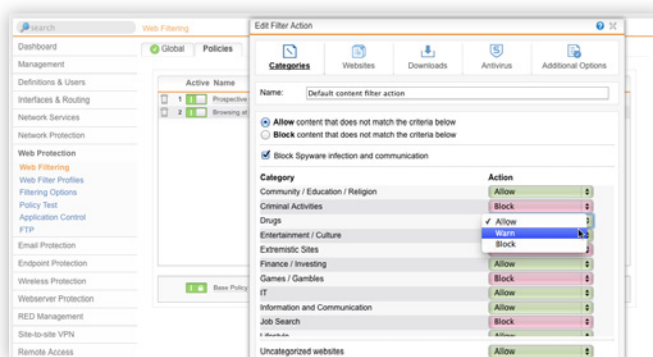 search
Dashboard
Management
Definitions & Users
Interfaces & Routing
Network Services
Network Protection
Web Protection
Web Filtering
Web Filter Profiles
Filtering Options
Policy Test
Application Control
FTP
Email Protection
Endpoint Protection
Wireless Protection
Webserver Protection
RED Management
Site-to-site VPN
Remote Access
Web Filtering
Global Policies
Active Name
1 Prospective
2 Browsing at
Base Policy
Edit Filter Action
Categories Websites Downloads Antivirus Additional Options
Name: Default content filter action
Allow content that does not match the criteria below
Block content that does not match the criteria below
Block Spyware infection and communication
Category Action
Community / Education / Religion Allow
Criminal Activities Block
Drugs Allow
Entertainment / Culture Warn
Extremistic Sites Block
Finance / Investing Allow
Games / Gambles Block
IT Allow
Information and Communication Allow
Job Search Block
Lifestyle Allow
Uncategorized websites Allow